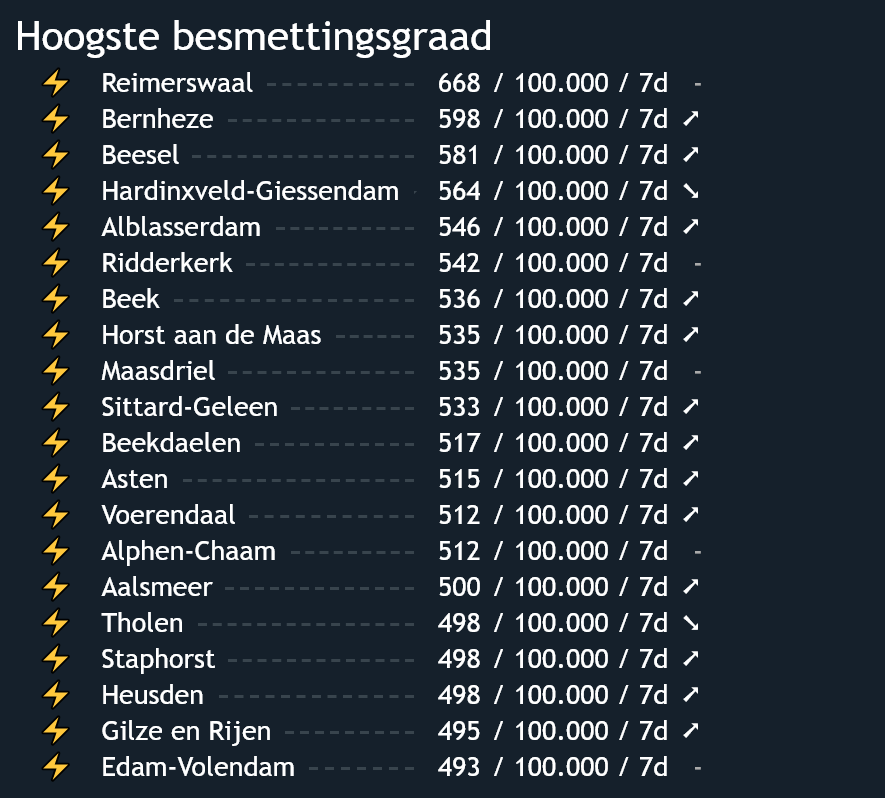 Hoogste besmettingsgraad
⚡ Reimerswaal ----------- 668 / 100.000 / 7d -
⚡ Bernheze -------------- 598 / 100.000 / 7d ➚
⚡ Beesel ----------------- 581 / 100.000 / 7d ➚
⚡ Hardinxveld-Giessendam - 564 / 100.000 / 7d ➘
⚡ Alblasserdam ---------- 546 / 100.000 / 7d ➚
⚡ Ridderkerk ------------- 542 / 100.000 / 7d -
⚡ Beek ------------------ 536 / 100.000 / 7d ➚
⚡ Horst aan de Maas ------ 535 / 100.000 / 7d ➚
⚡ Maasdriel -------------- 535 / 100.000 / 7d -
⚡ Sittard-Geleen --------- 533 / 100.000 / 7d ➚
⚡ Beekdaelen ------------ 517 / 100.000 / 7d ➚
⚡ Asten ------------------ 515 / 100.000 / 7d ➚
⚡ Voerendaal ------------ 512 / 100.000 / 7d ➚
⚡ Alphen-Chaam --------- 512 / 100.000 / 7d -
⚡ Aalsmeer -------------- 500 / 100.000 / 7d ➚
⚡ Tholen ---------------- 498 / 100.000 / 7d ➘
⚡ Staphorst -------------- 498 / 100.000 / 7d ➚
⚡ Heusden --------------- 498 / 100.000 / 7d ➚
⚡ Gilze en Rijen ---------- 495 / 100.000 / 7d ➚
⚡ Edam-Volendam -------- 493 / 100.000 / 7d -